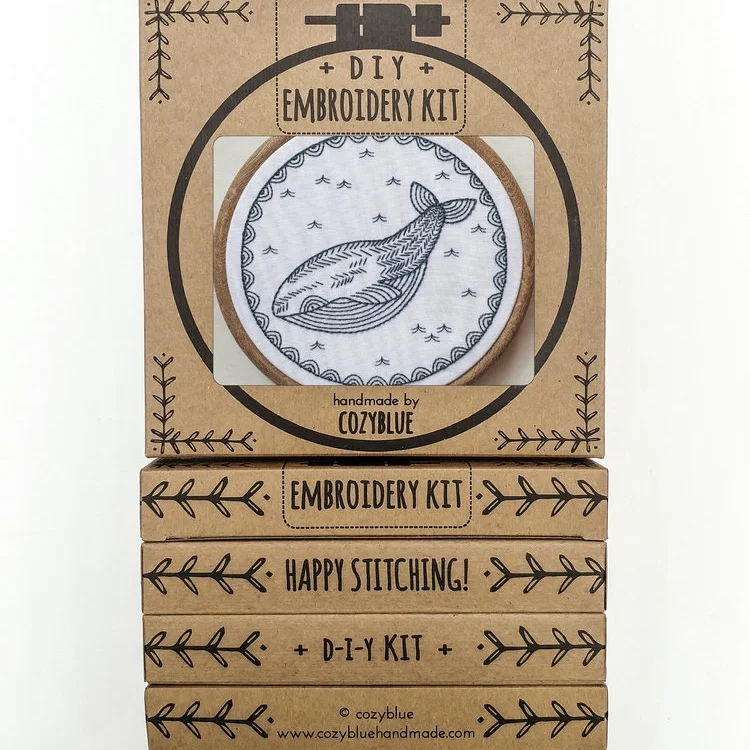 + DIY +
EMBROIDERY KIT
handmade by
COZYBLUE
EMBROIDERY KIT
HAPPY STITCHING!
+ D-I-Y KIT +
© cozyblue
www.cozybluehandmade.com